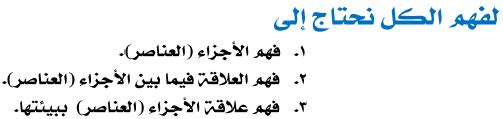 لفهم الكل نحتاج إلى
١. فهم الأجزاء (العناصر).
٢. فهم العلاقة فيما بين الأجزاء (العناصر).
٣. فهم علاقة الأجزاء (العناصر) ببيئتها.